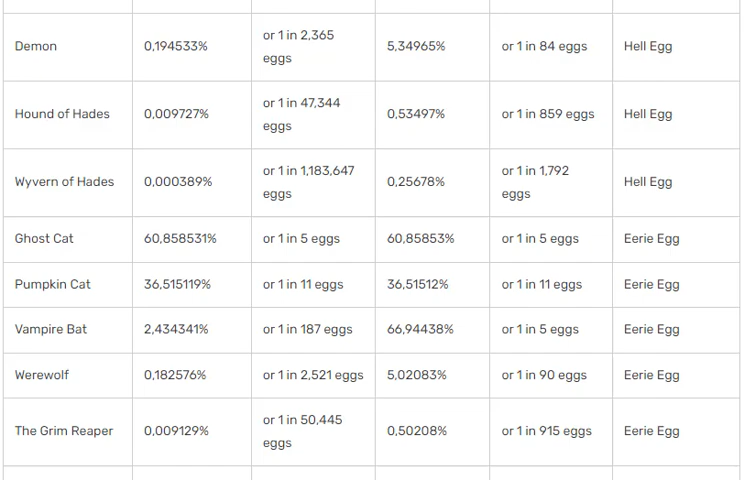 Demon 0,194533% or 1 in 2,365 eggs 5,34965% or 1 in 84 eggs Hell Egg
Hound of Hades 0,009727% or 1 in 47,344 eggs 0,53497% or 1 in 859 eggs Hell Egg
Wyvern of Hades 0,000389% or 1 in 1,183,647 eggs 0,25678% or 1 in 1,792 eggs Hell Egg
Ghost Cat 60,858531% or 1 in 5 eggs 60,85853% or 1 in 5 eggs Eerie Egg
Pumpkin Cat 36,515119% or 1 in 11 eggs 36,51512% or 1 in 11 eggs Eerie Egg
Vampire Bat 2,434341% or 1 in 187 eggs 66,94438% or 1 in 5 eggs Eerie Egg
Werewolf 0,182576% or 1 in 2,521 eggs 5,02083% or 1 in 90 eggs Eerie Egg
The Grim Reaper 0,009129% or 1 in 50,445 eggs 0,50208% or 1 in 915 eggs Eerie Egg